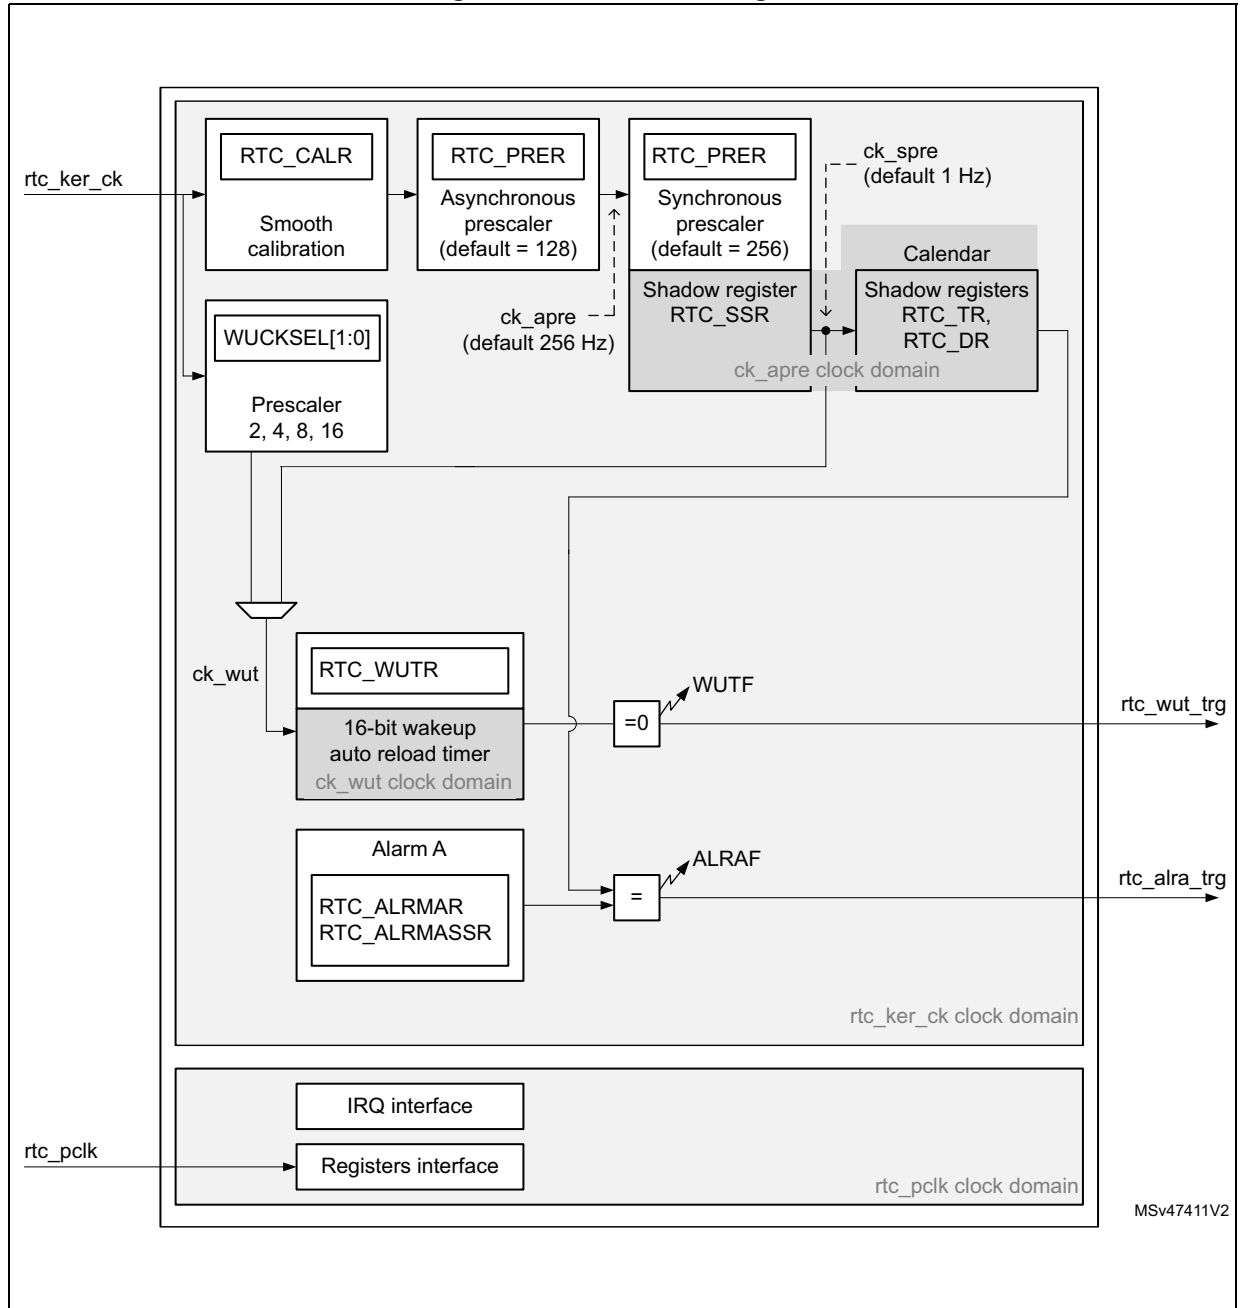 rtc_ker_ck
RTC_CALR
Smooth
calibration
RTC_PRER
Asynchronous
prescaler
(default = 128)
RTC_PRER
Synchronous
prescaler
(default = 256)
ck_spre
(default 1 Hz)
Calendar
Shadow register
RTC_SSR
Shadow registers
RTC_TR,
RTC_DR
ck_apre clock domain
ck_apre
(default 256 Hz)
WUCKSEL[1:0]
Prescaler
2, 4, 8, 16
ck_wut
RTC_WUTR
16-bit wakeup
auto reload timer
ck_wut clock domain
=0
WUTF
rtc_wut_trg
Alarm A
RTC_ALRMAR
RTC_ALRMASSR
=
ALRAF
rtc_alra_trg
rtc_ker_ck clock domain
IRQ interface
rtc_pclk
Registers interface
rtc_pclk clock domain
MSv47411V2